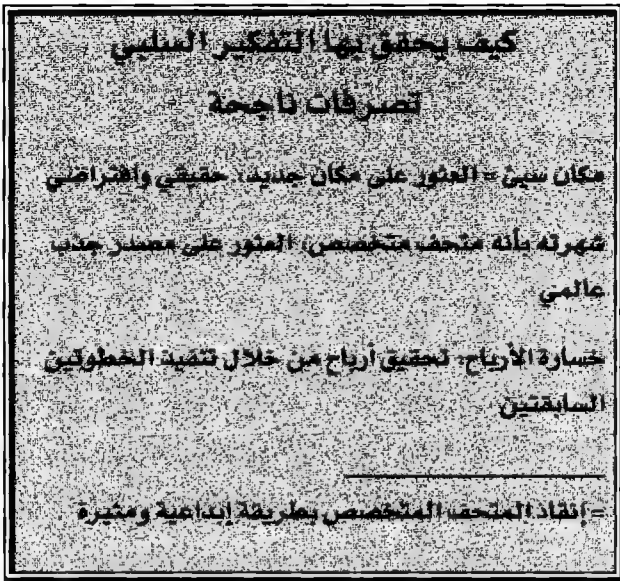 كيف يحقق بها التفكير السلبي
تصرفات ناجحة
مكان سيئ = العثور على مكان جديد، حقيقي وافتراضي
شهرته بأنه متحف متخصص، العثور على مصدر جذب
عالمي
خسارة الأرباح، تحقيق أرباح من خلال تنفيذ الخطوتين
السابقتين
=إنقاذ المتحف المتخصص بطريقة إبداعية ومثيرة